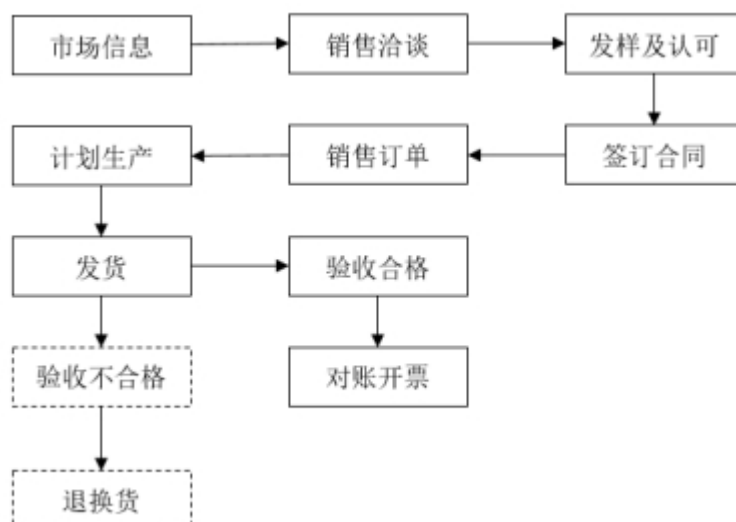 市场信息
销售洽谈
发样及认可
签订合同
销售订单
计划生产
发货
验收合格
验收不合格
对账开票
退换货